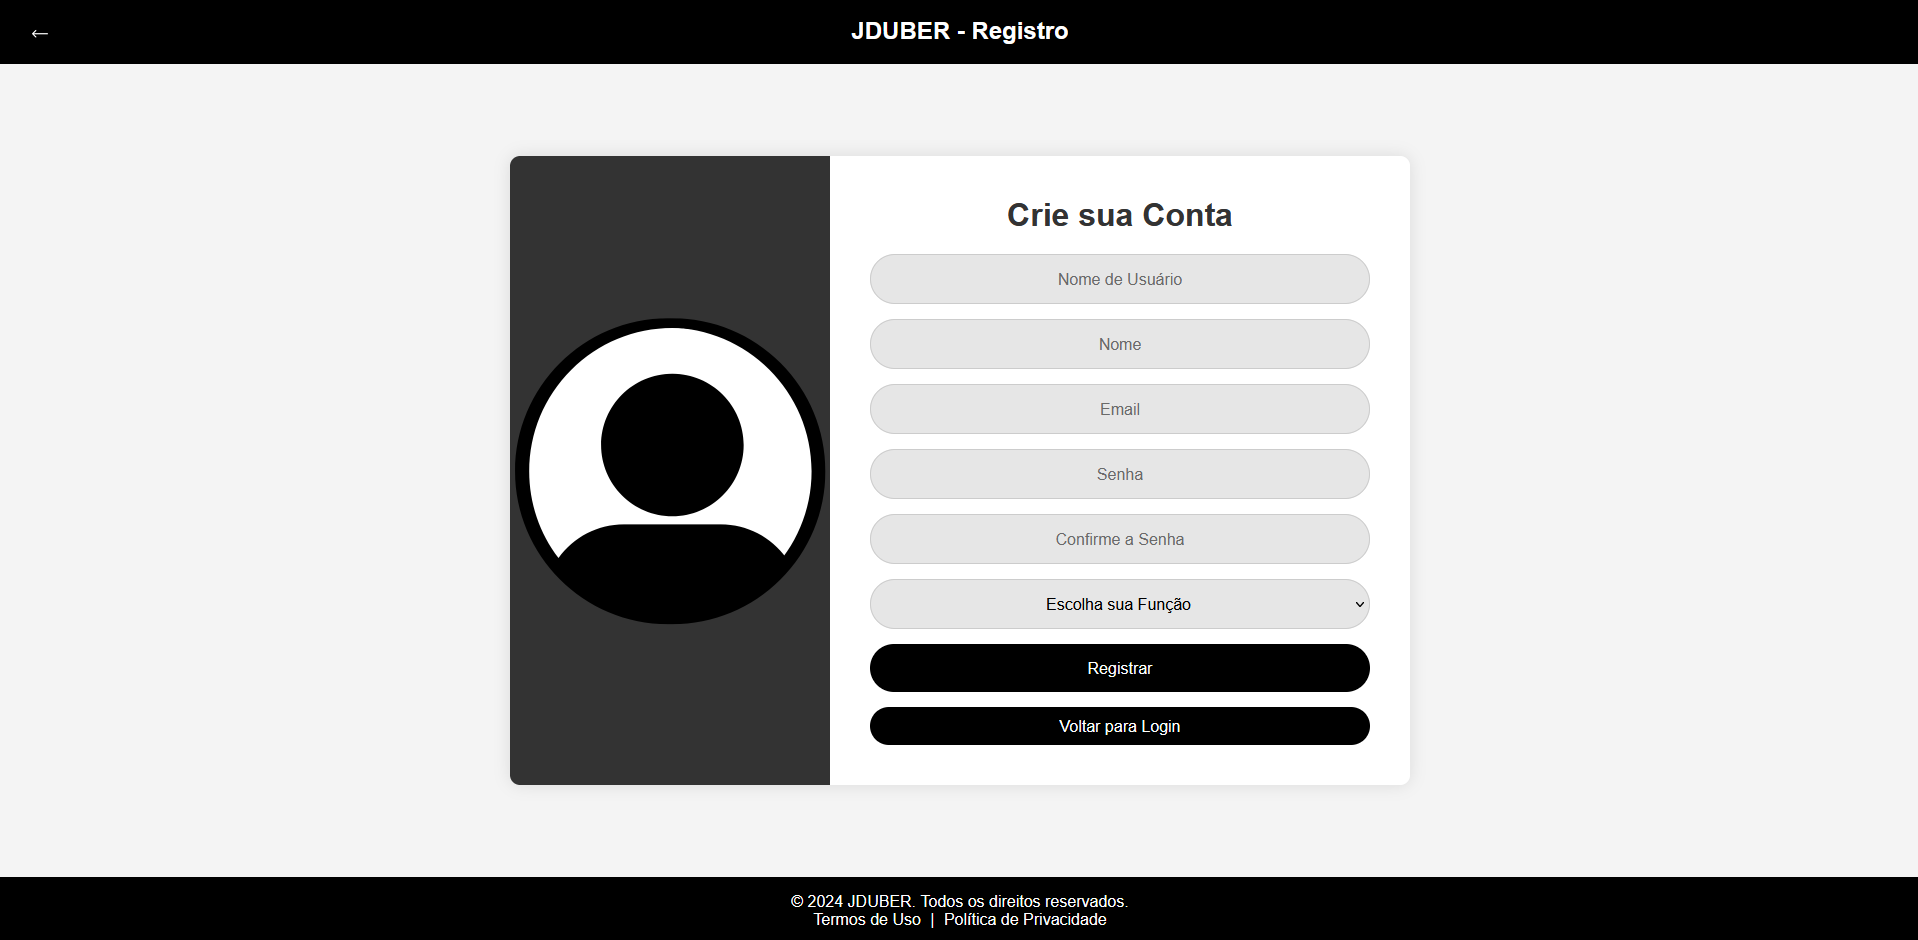 ←
JDUBER - Registro
Crie sua Conta
Nome de Usuário
Nome
Email
Senha
Confirme a Senha
Escolha sua Função
Registrar
Voltar para Login
© 2024 JDUBER. Todos os direitos reservados.
Termos de Uso | Política de Privacidade